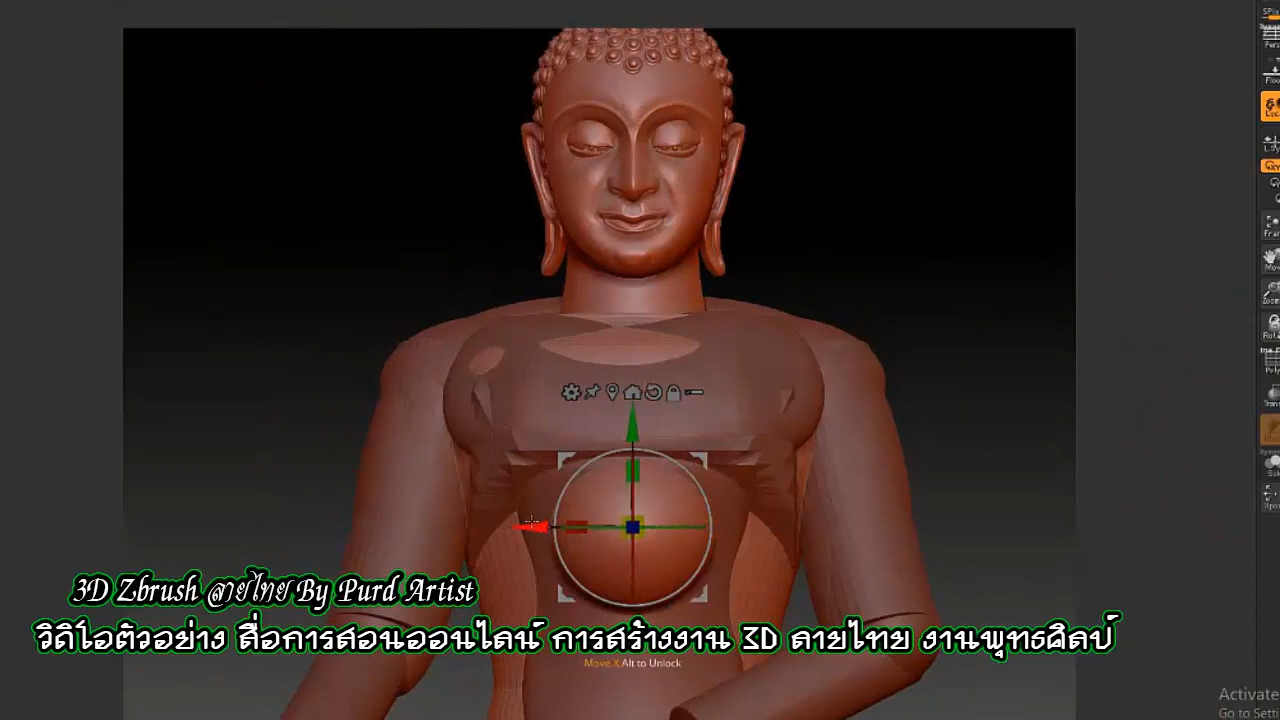 3D Zbrush ลายไทย By Purd Artist
วิดีโอตัวอย่าง สื่อการสอนออนไลน์ การสร้างงาน 3D ลายไทย งานพุทธศิลป์
Move X Alt to Unlock
Activate
Go to Setti